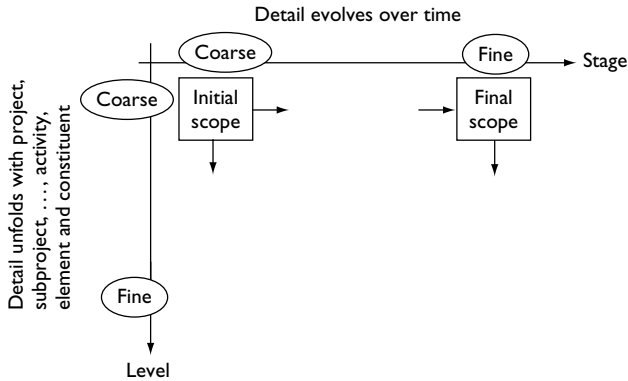 Detail evolves over time
Coarse
Fine
Stage
Coarse
Initial
scope
Final
scope
Detail unfolds with project,
subproject, …, activity,
element and constituent
Fine
Level